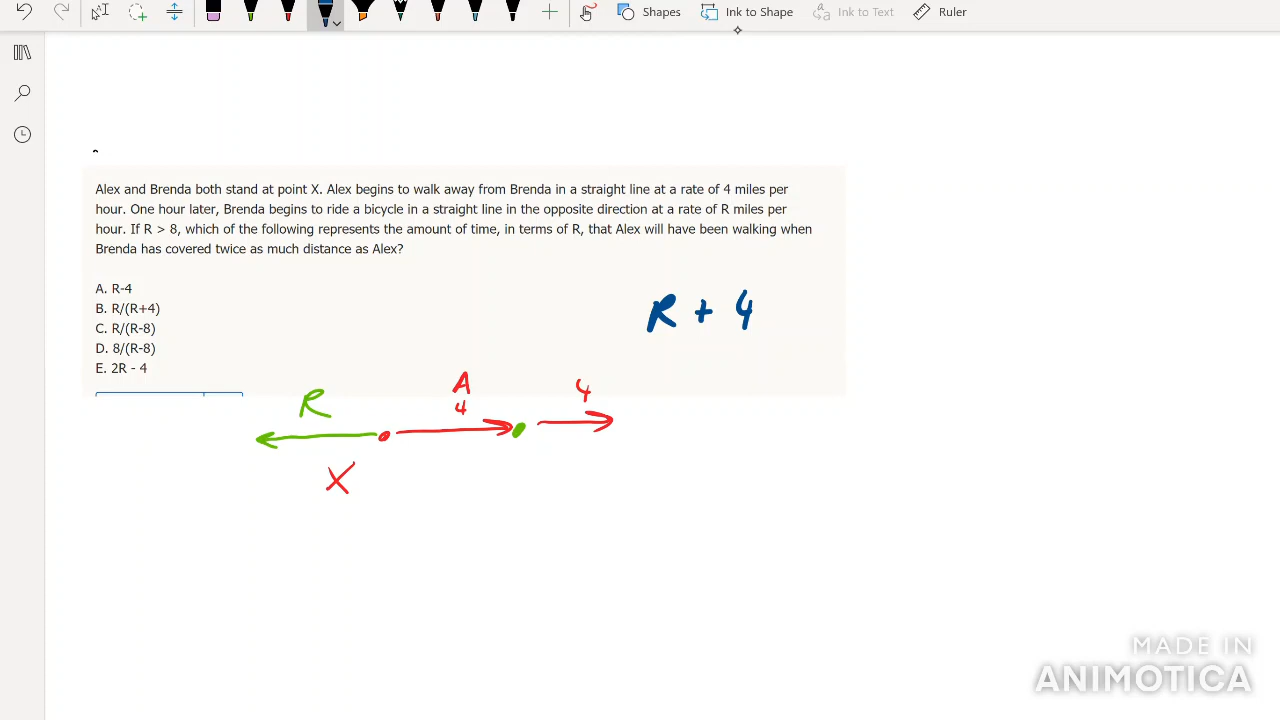 Shapes
Ink to Shape
Ink to Text
Ruler
Alex and Brenda both stand at point X. Alex begins to walk away from Brenda in a straight line at a rate of 4 miles per
hour. One hour later, Brenda begins to ride a bicycle in a straight line in the opposite direction at a rate of R miles per
hour. If R > 8, which of the following represents the amount of time, in terms of R, that Alex will have been walking when
Brenda has covered twice as much distance as Alex?
A. R-4
B. R/(R+4)
C. R/(R-8)
D. 8/(R-8)
E. 2R - 4
R + 4
R
A
4
4
X
MADE IN
ANIMOTICA